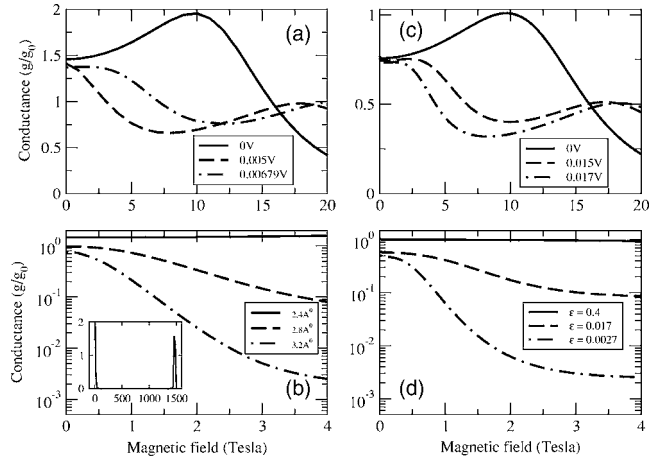 2
1.5
1
0.5
0
0
5
10
15
20
Conductance (g/g0)
(a)
0V
0.005V
0.00679V
1
0.5
0
0
5
10
15
20
(c)
0V
0.015V
0.017V
10^0
10^-1
10^-2
10^-3
0
1
2
3
4
Conductance (g/g0)
Magnetic field (Tesla)
2.4A°
2.8A°
3.2A°
(b)
2
1
0
0
500
1000
1500
10^0
10^-1
10^-2
10^-3
0
1
2
3
4
Magnetic field (Tesla)
ε = 0.4
ε = 0.017
ε = 0.0027
(d)